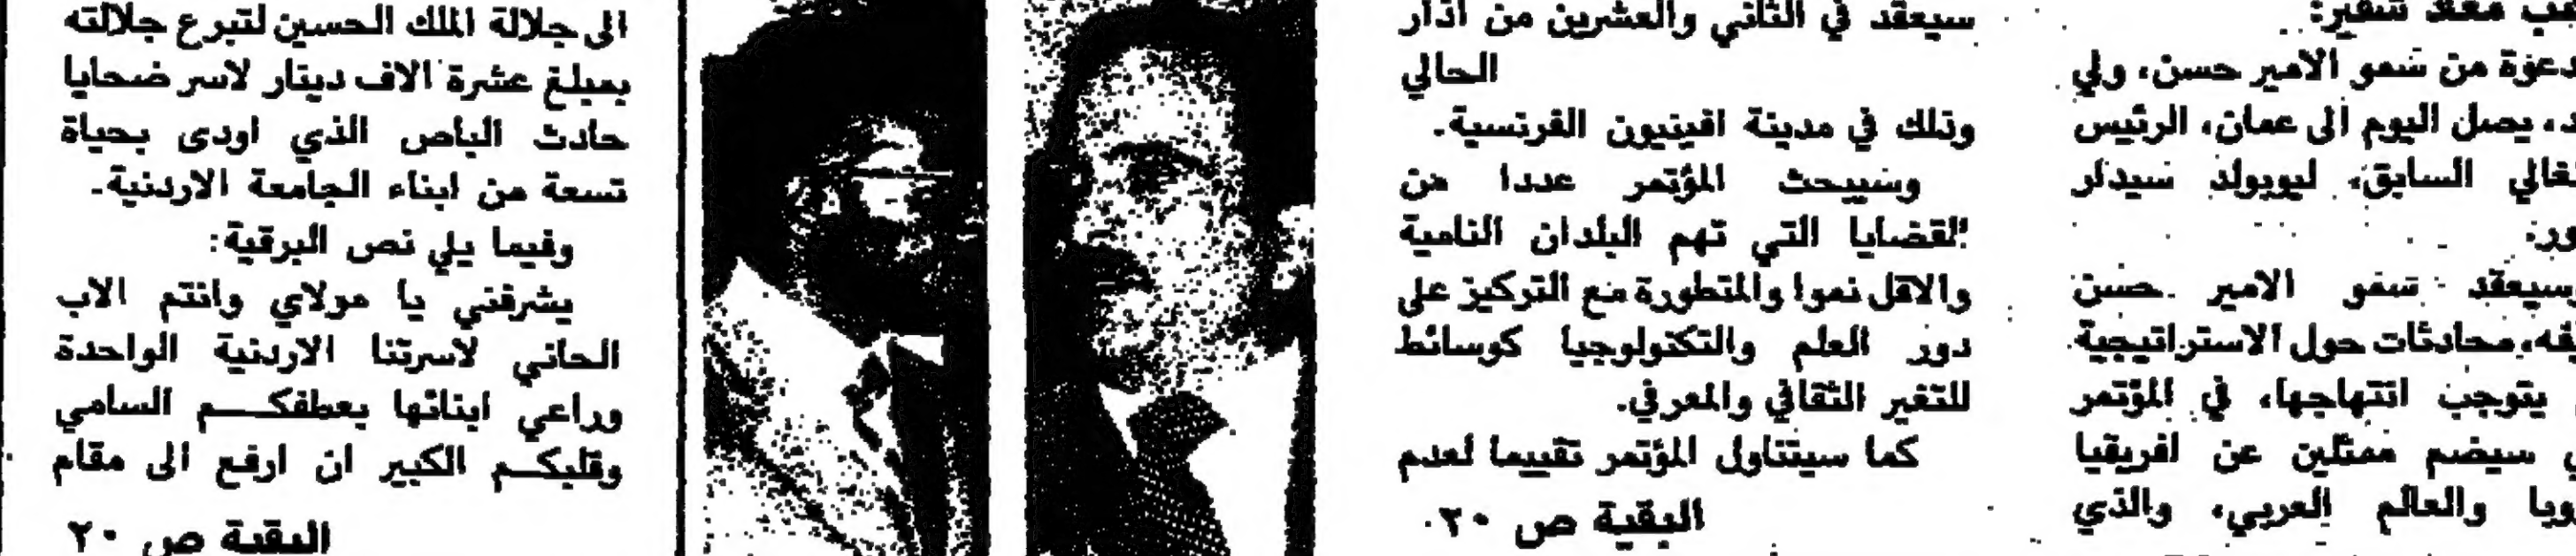 معاذ شقير:
دعوة من سمو الامير حسن، ولي
يصل اليوم الى عمان، الرئيس
السابق، ليوبولد سيدار
سمو الامير حسن
محادثات حول الاستراتيجية
يتوجب انتهاجها، في المؤتمر
سيضم ممثلين عن افريقيا
والعالم العربي، والذي
سيعقد في الثاني والعشرين من اذار
الحالي
وذلك في مدينة افينيون الفرنسية.
وسيبحث المؤتمر عددا من
القضايا التي تهم البلدان النامية
والاقل نموا والمتطورة مع التركيز على
دور العلم والتكنولوجيا كوسائط
للتغير الثقافي والمعرفي.
كما سيتناول المؤتمر تقييما لعدم
البقية ص ٢٠
الى جلالة الملك الحسين لتبرع جلالته
بمبلغ عشرة الاف دينار لاسر ضحايا
حادث الباص الذي اودى بحياة
تسعة من ابناء الجامعة الاردنية.
وفيما يلي نص البرقية:
يشرفني يا مولاي وانتم الاب
الحاني لاسرتنا الاردنية الواحدة
وراعي ابنائها بعطفكم السامي
وقلبكم الكبير ان ارفع الى مقام
البقية ص ٢٠